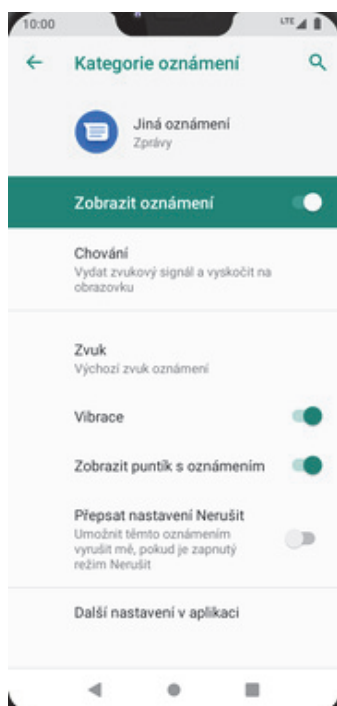 10:00
LTE
Kategorie oznámení
Jiná oznámení
Zprávy
Zobrazit oznámení
Chování
Vydat zvukový signál a vyskočit na
obrazovku
Zvuk
Výchozí zvuk oznámení
Vibrace
Zobrazit puntík s oznámením
Přepsat nastavení Nerušit
Umožnit těmto oznámením
vyrušit mě, pokud je zapnutý
režim Nerušit
Další nastavení v aplikaci